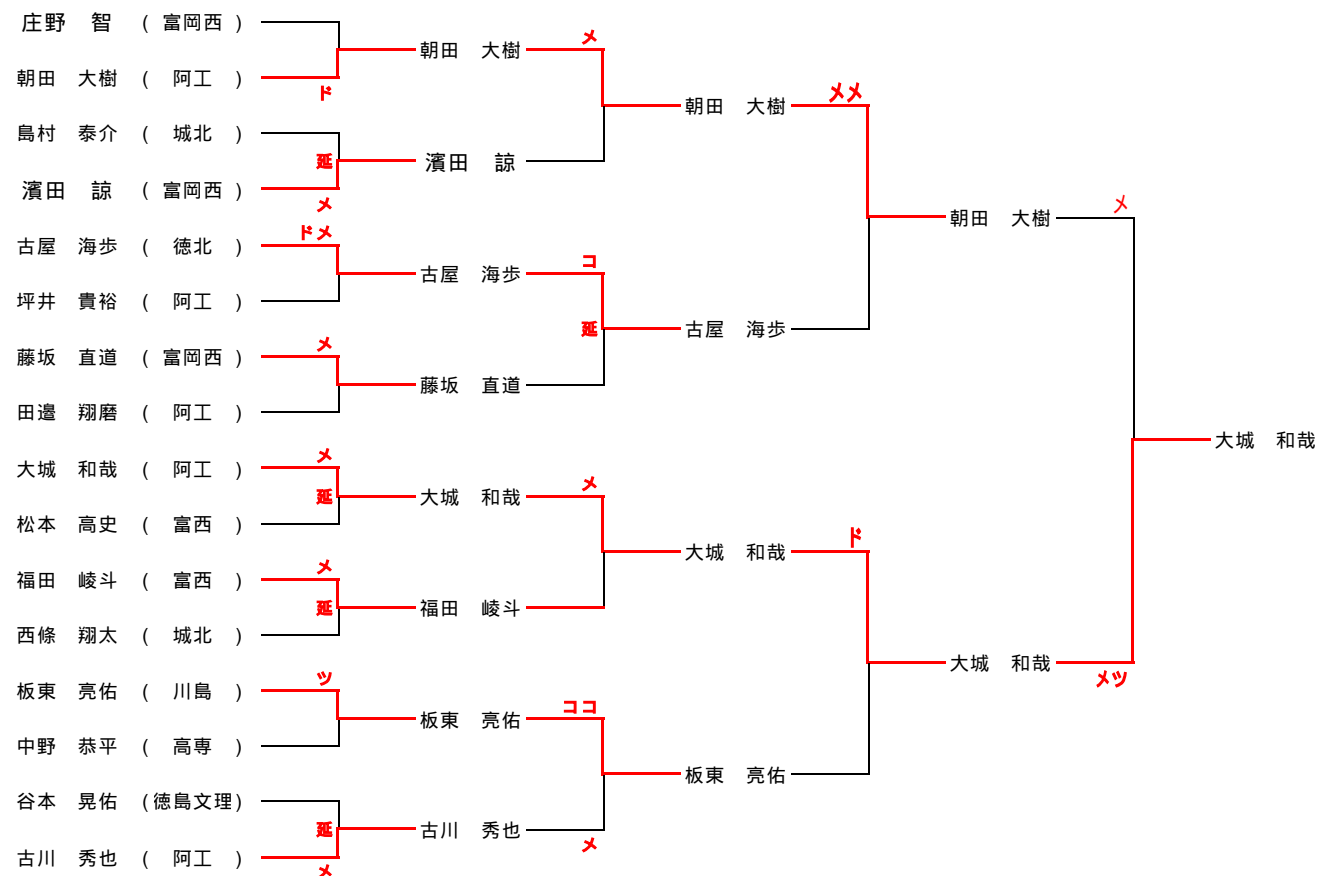 庄野 智 ( 富岡西 )
メ
朝田 大樹
朝田 大樹 ( 阿工 )
ド
メメ
朝田 大樹
島村 泰介 ( 城北 )
延
濱田 諒
濱田 諒 ( 富岡西 )
メ
メ
朝田 大樹
古屋 海歩 ( 徳北 )
ドメ
コ
古屋 海歩
坪井 貴裕 ( 阿工 )
延
古屋 海歩
藤坂 直道 ( 富岡西 )
メ
藤坂 直道
田邉 翔磨 ( 阿工 )
大城 和哉
大城 和哉 ( 阿工 )
メ
延
メ
大城 和哉
松本 高史 ( 富西 )
ド
大城 和哉
福田 崚斗 ( 富西 )
メ
延
福田 崚斗
西條 翔太 ( 城北 )
大城 和哉
メツ
板東 亮佑 ( 川島 )
ツ
ココ
板東 亮佑
中野 恭平 ( 高専 )
板東 亮佑
谷本 晃佑 (徳島文理)
延
古川 秀也
メ
古川 秀也 ( 阿工 )
メ